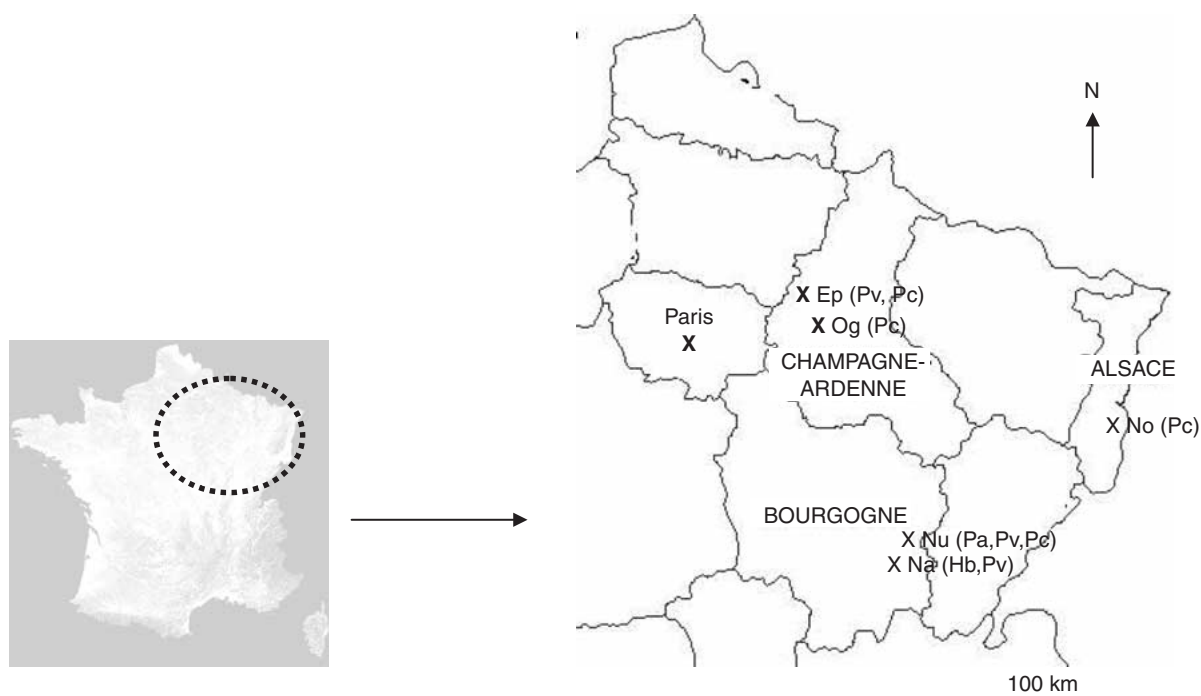 N
X Ep (Pv, Pc)
Paris
X
X Og (Pc)
CHAMPAGNE-
ARDENNE
ALSACE
X No (Pc)
BOURGOGNE
X Nu (Pa,Pv,Pc)
X Na (Hb,Pv)
100 km